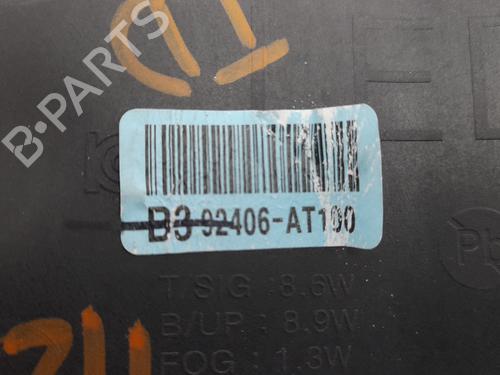 B-PARTS
B3 92406-AT100
T/SIG : 8.6W
B/UP : 8.9W
FOG : 1.3W